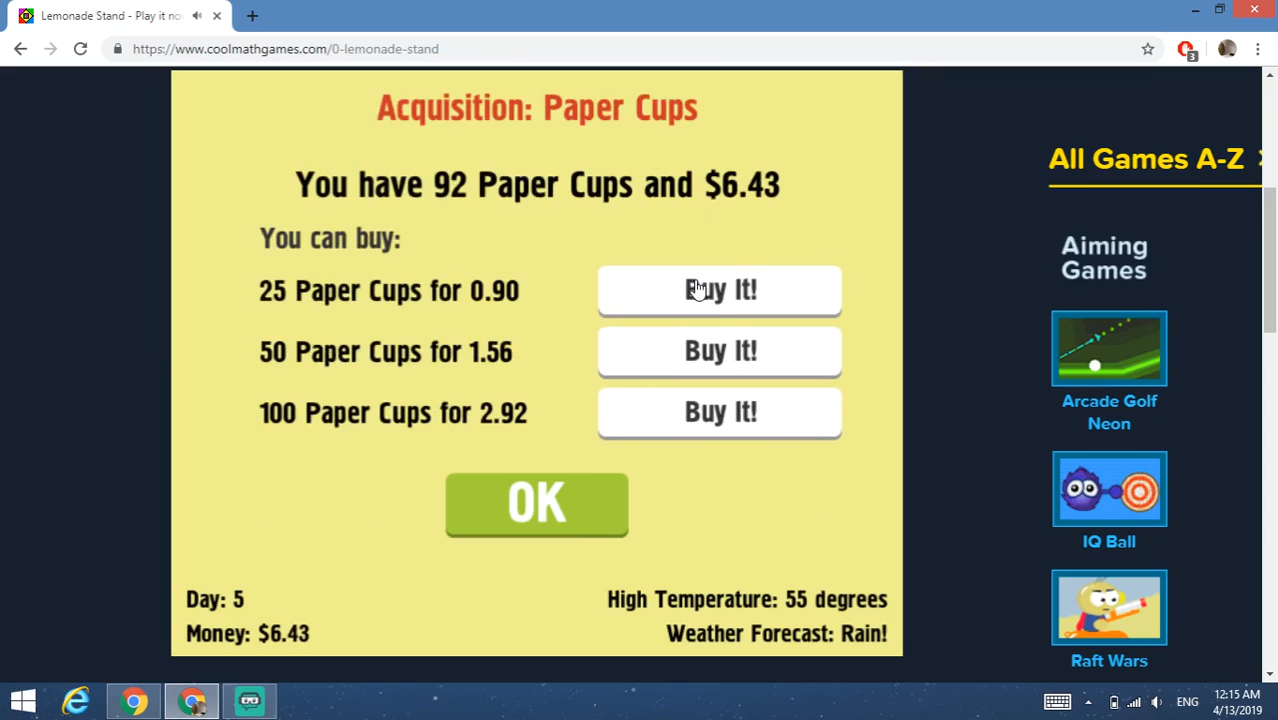 Lemonade Stand - Play it no
https://www.coolmathgames.com/0-lemonade-stand
3
Acquisition: Paper Cups
You have 92 Paper Cups and $6.43
You can buy:
25 Paper Cups for 0.90 Buy It!
50 Paper Cups for 1.56 Buy It!
100 Paper Cups for 2.92 Buy It!
OK
Day: 5
High Temperature: 55 degrees
Money: $6.43
Weather Forecast: Rain!
All Games A-Z
Aiming
Games
Arcade Golf
Neon
IQ Ball
Raft Wars
ENG
12:15 AM
4/13/2019